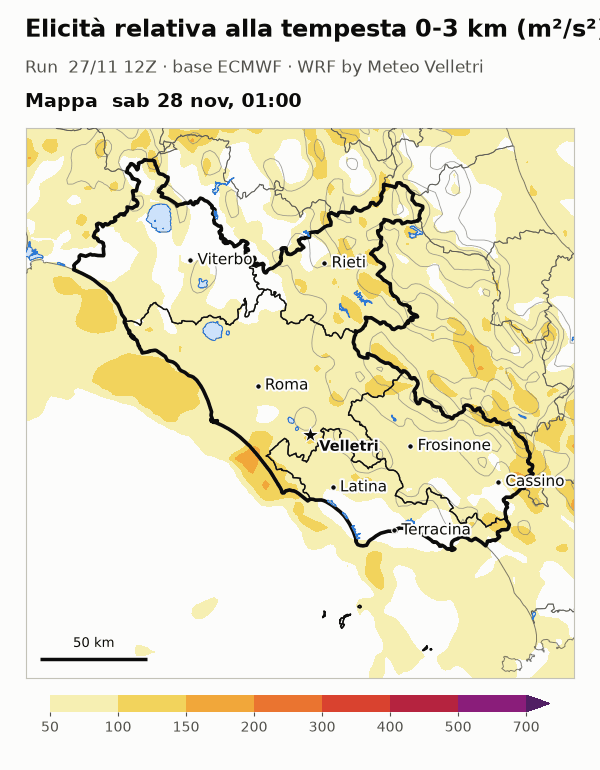 Elicità relativa alla tempesta 0-3 km (m²/s²)
Run  27/11 12Z · base ECMWF · WRF by Meteo Velletri
Mappa  sab 28 nov, 01:00
Viterbo
Rieti
Roma
Velletri
Frosinone
Cassino
Latina
Terracina
50 km
50 100 150 200 300 400 500 700